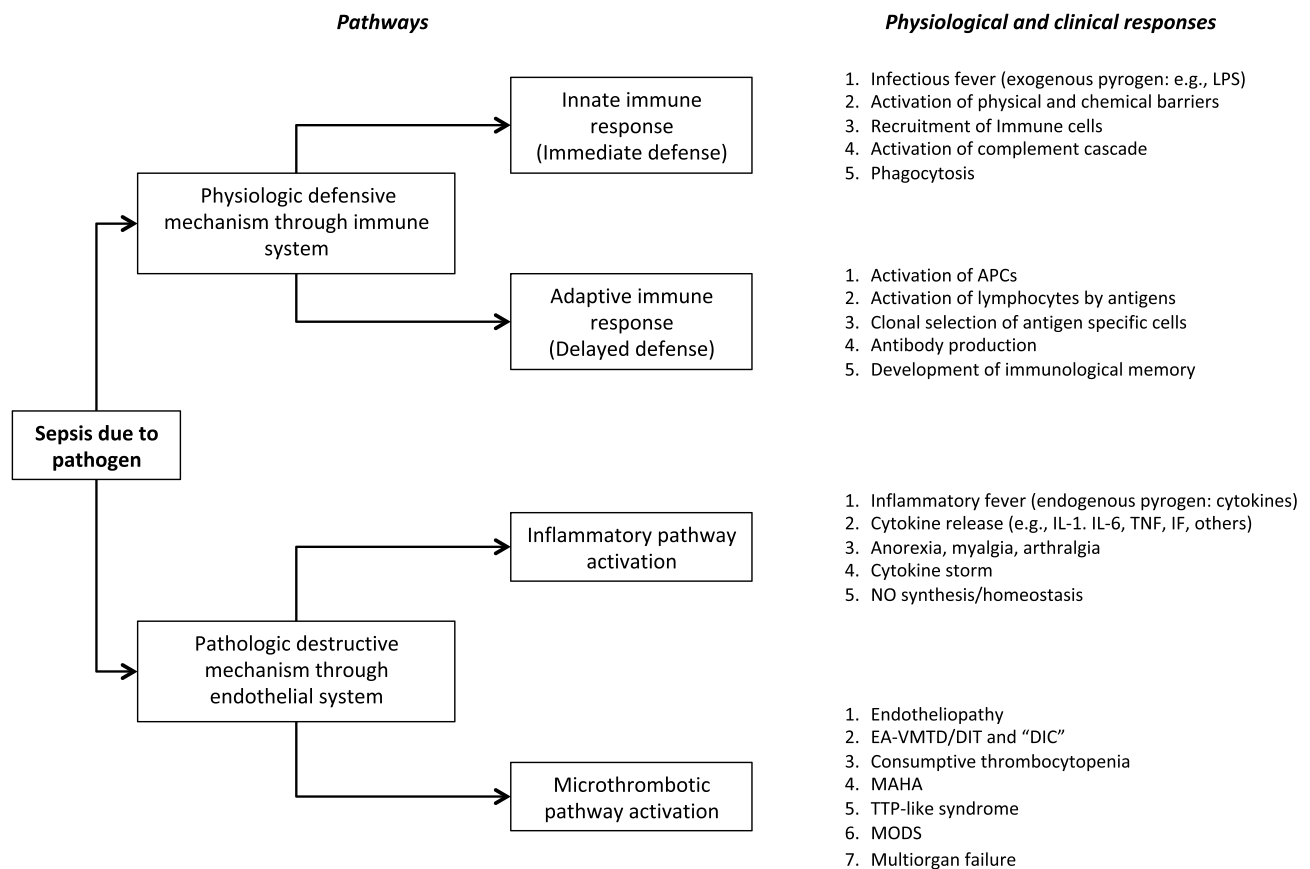 Pathways
Physiological and clinical responses
Innate immune
response
(Immediate defense)
1. Infectious fever (exogenous pyrogen: e.g., LPS)
2. Activation of physical and chemical barriers
3. Recruitment of Immune cells
4. Activation of complement cascade
5. Phagocytosis
Physiologic defensive
mechanism through immune
system
Adaptive immune
response
(Delayed defense)
1. Activation of APCs
2. Activation of lymphocytes by antigens
3. Clonal selection of antigen specific cells
4. Antibody production
5. Development of immunological memory
Sepsis due to
pathogen
Inflammatory pathway
activation
1. Inflammatory fever (endogenous pyrogen: cytokines)
2. Cytokine release (e.g., IL-1. IL-6, TNF, IF, others)
3. Anorexia, myalgia, arthralgia
4. Cytokine storm
5. NO synthesis/homeostasis
Pathologic destructive
mechanism through
endothelial system
Microthrombotic
pathway activation
1. Endotheliopathy
2. EA-VMTD/DIT and “DIC”
3. Consumptive thrombocytopenia
4. MAHA
5. TTP-like syndrome
6. MODS
7. Multiorgan failure